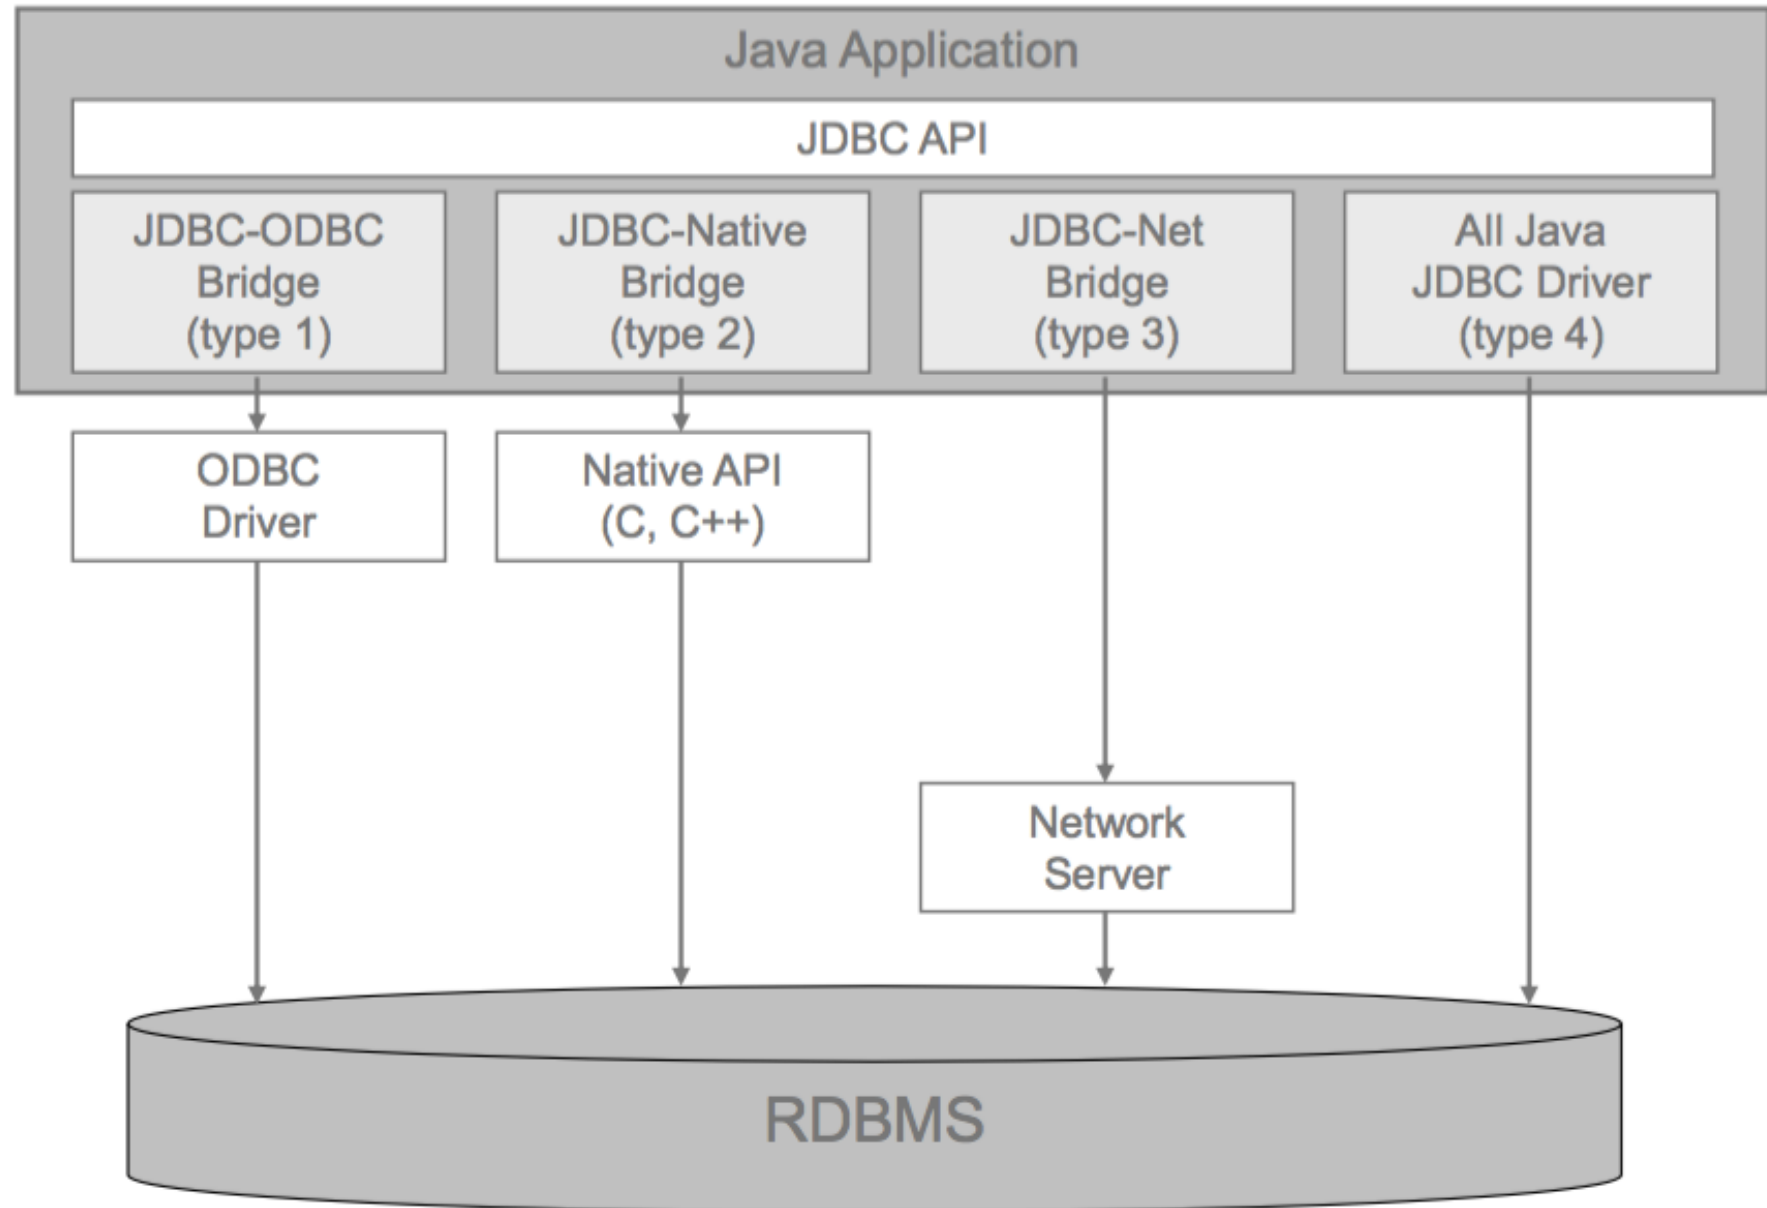 Java Application
JDBC API
JDBC-ODBC
Bridge
(type 1)
JDBC-Native
Bridge
(type 2)
JDBC-Net
Bridge
(type 3)
All Java
JDBC Driver
(type 4)
ODBC
Driver
Native API
(C, C++)
Network
Server
RDBMS